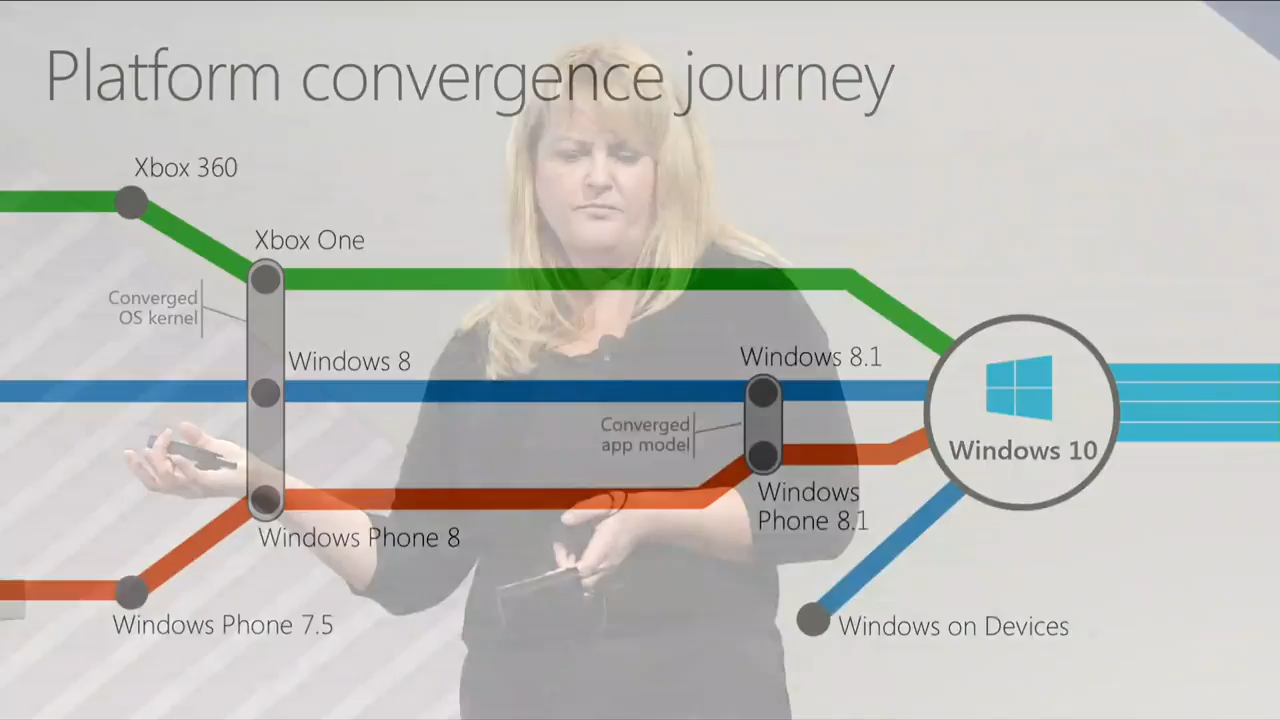 Platform convergence journey
Xbox 360
Xbox One
Converged
OS kernel
Windows 8
Windows 8.1
Converged
app model
Windows 10
Windows
Phone 8.1
Windows Phone 8
Windows Phone 7.5
Windows on Devices